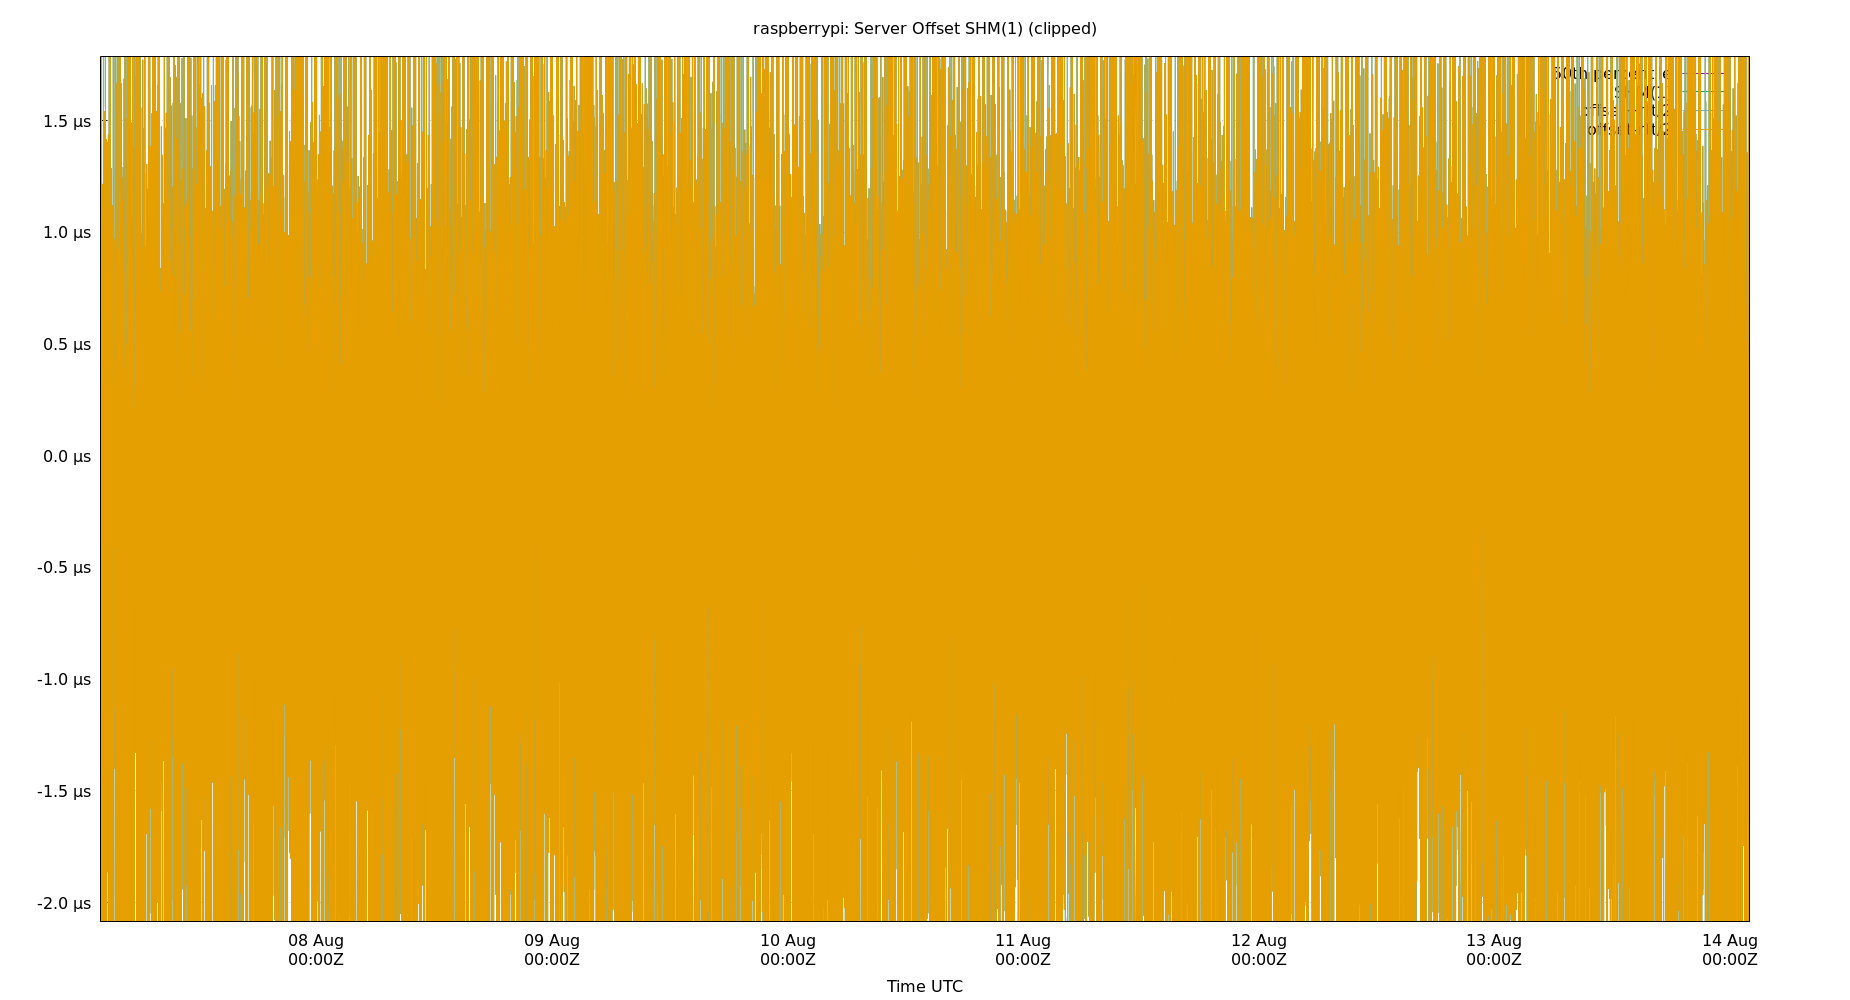 raspberrypi: Server Offset SHM(1) (clipped)
1.5 µs
1.0 µs
0.5 µs
0.0 µs
-0.5 µs
-1.0 µs
-1.5 µs
-2.0 µs
08 Aug 09 Aug 10 Aug 11 Aug 12 Aug 13 Aug 14 Aug
00:00Z 00:00Z 00:00Z 00:00Z 00:00Z 00:00Z 00:00Z
Time UTC